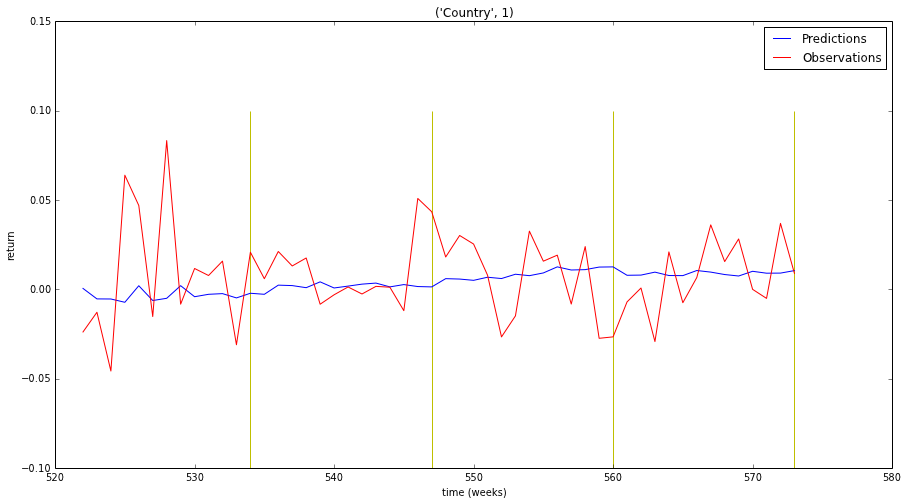 ('Country', 1)
0.15
0.10
0.05
0.00
−0.05
−0.10
return
Predictions
Observations
520
530
540
550
560
570
580
time (weeks)